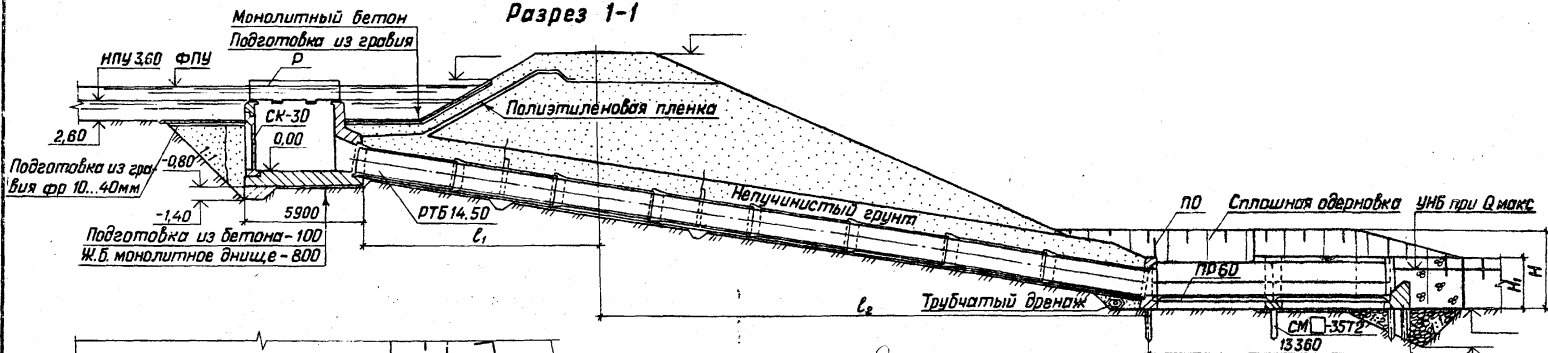 Разрез 1-1
Монолитный бетон
Подготовка из гравия
НПУ 3,60 ФПУ
Р
Полиэтиленовая пленка
СК-30
2,60
0,00
Подготовка из гра-
вия фр 10...40мм
-0,80
1:1
-1,40
5900
РТБ 14.50
Непучинистый грунт
Подготовка из бетона-100
Ж.Б. монолитное днище-800
ℓ₁
ℓ₂
ПО
Сплошная одерновка
УНБ при Q макс
ПР60
Трубчатый дренаж
СМ□-35Т2
13360
H₁
H